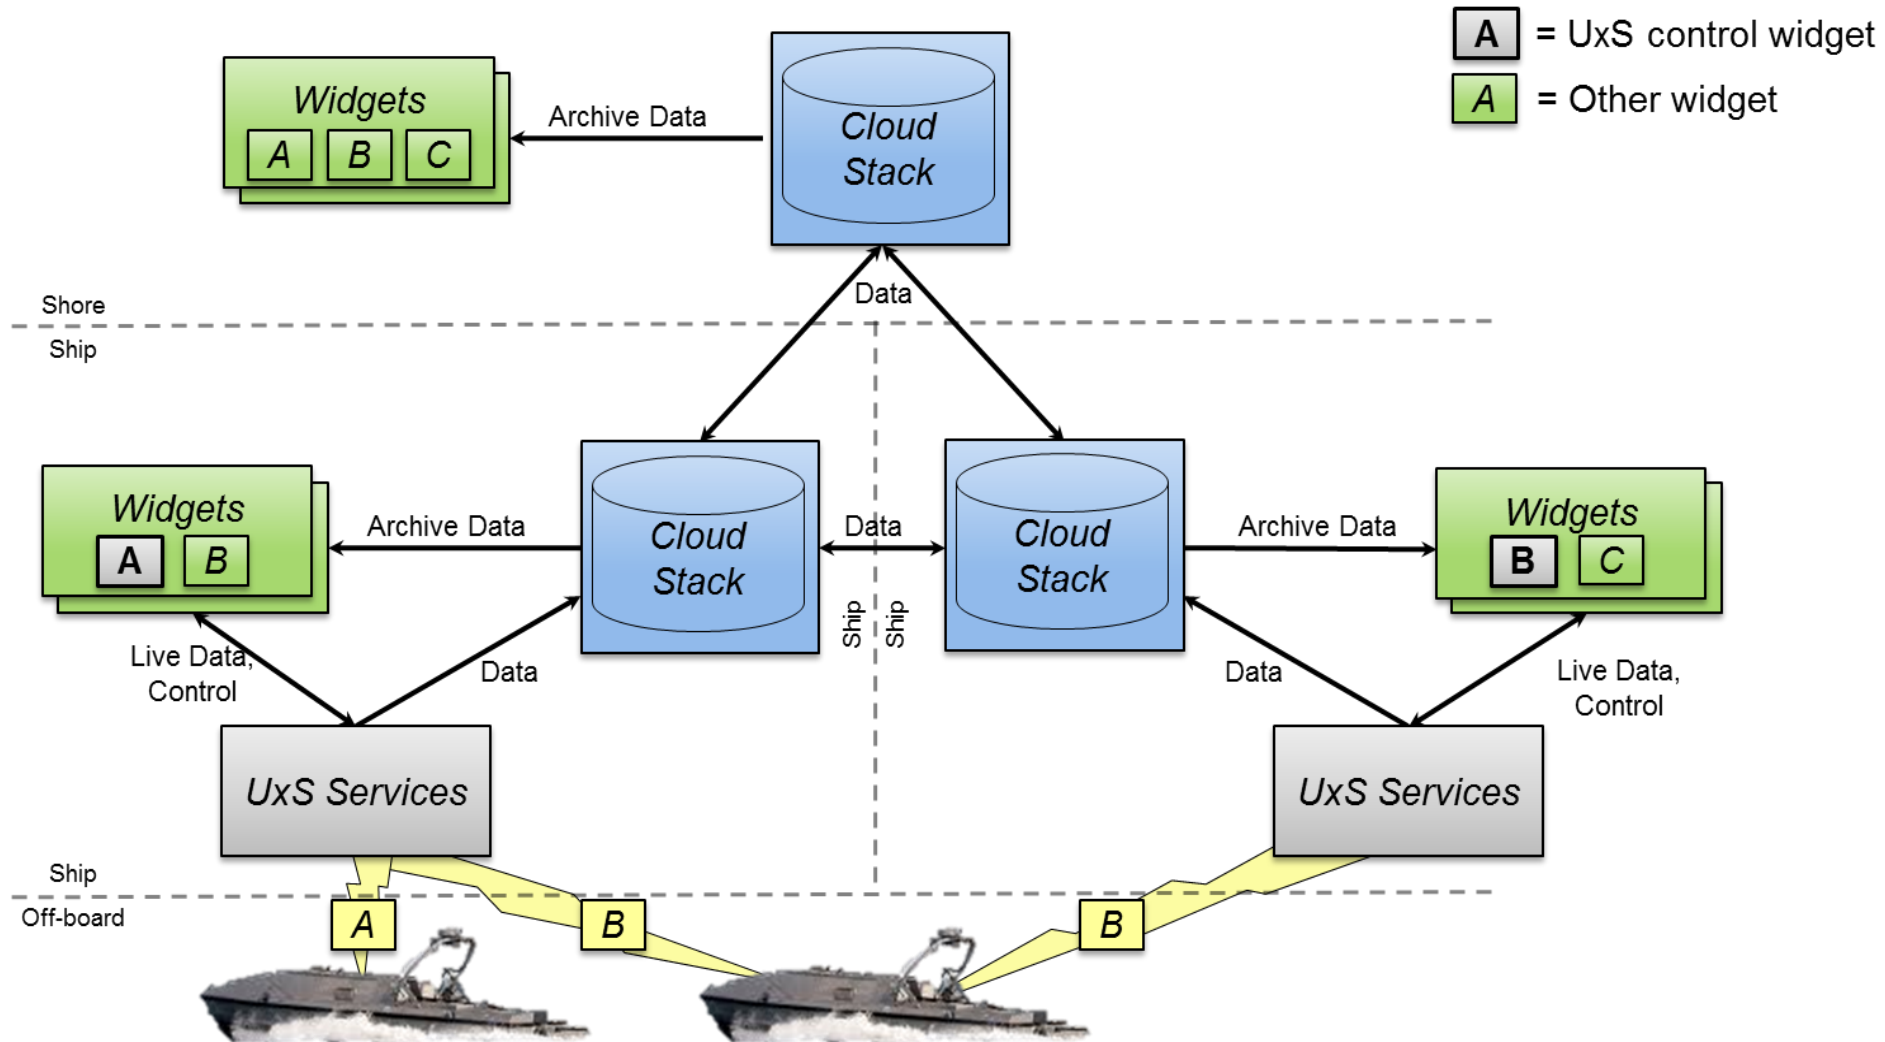 A = UxS control widget
A = Other widget
Widgets
A B C
Archive Data
Cloud
Stack
Data
Shore
Ship
Widgets
A B
Archive Data
Cloud
Stack
Data
Cloud
Stack
Archive Data
Widgets
B C
Ship
Ship
Live Data,
Control
Data
Data
Live Data,
Control
UxS Services
UxS Services
Ship
Off-board
A
B
B